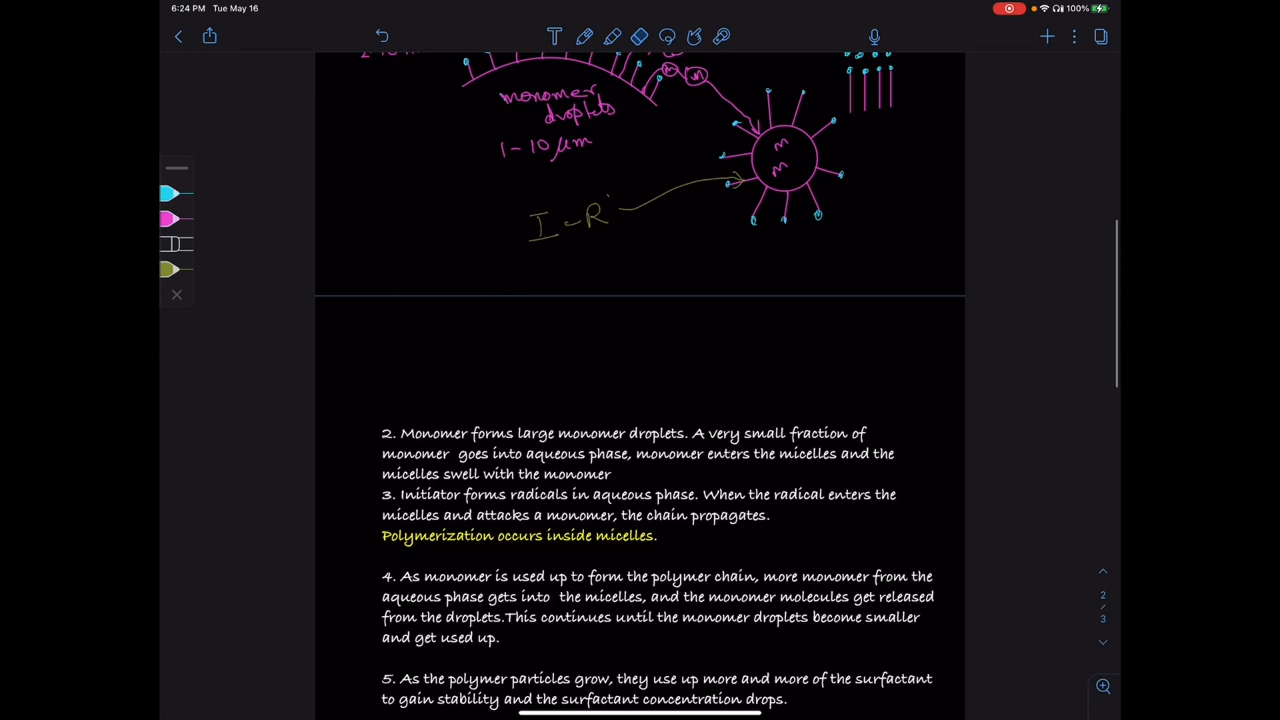 6:24 PM Tue May 16
100%
monomer
droplets
1-10 μm
m
m
m
m
I-R·
2. Monomer forms large monomer droplets. A very small fraction of
monomer goes into aqueous phase, monomer enters the micelles and the
micelles swell with the monomer
3. Initiator forms radicals in aqueous phase. When the radical enters the
micelles and attacks a monomer, the chain propagates.
Polymerization occurs inside micelles.
4. As monomer is used up to form the polymer chain, more monomer from the
aqueous phase gets into the micelles, and the monomer molecules get released
from the droplets.This continues until the monomer droplets become smaller
and get used up.
5. As the polymer particles grow, they use up more and more of the surfactant
to gain stability and the surfactant concentration drops.
2
/
3